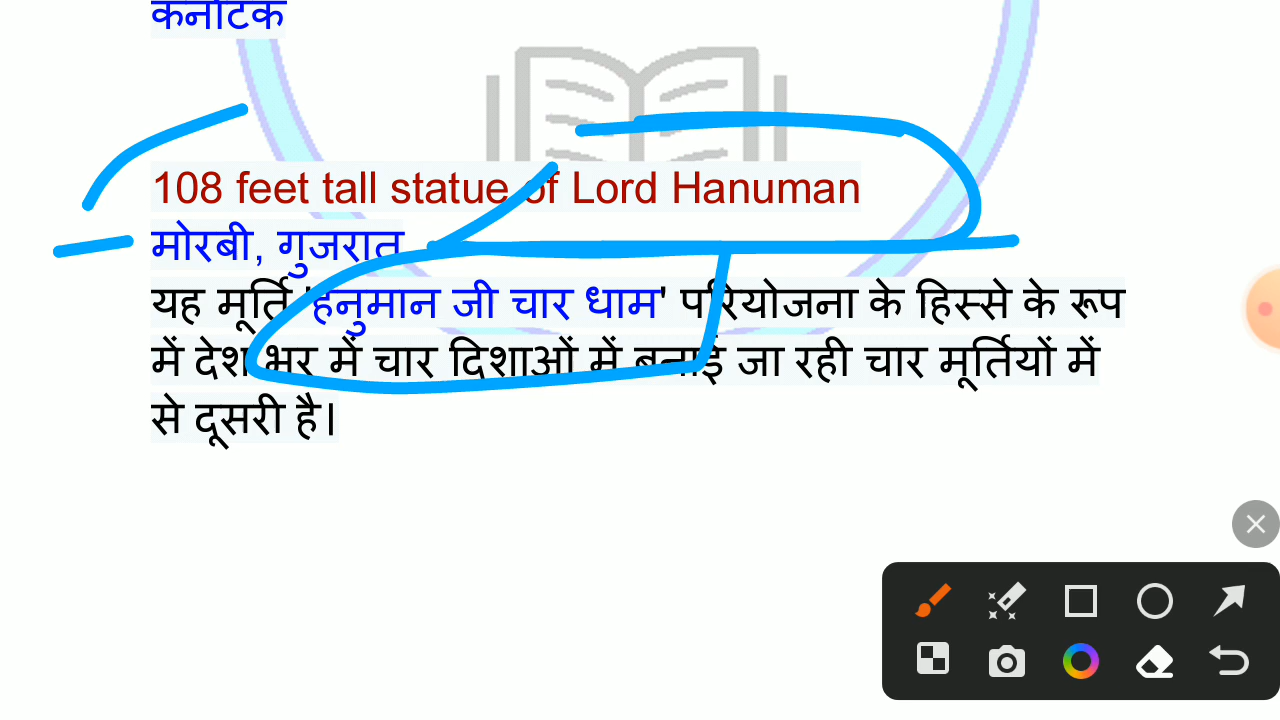 कर्नाटक
108 feet tall statue of Lord Hanuman
मोरबी, गुजरात
यह मूर्ति 'हनुमान जी चार धाम' परियोजना के हिस्से के रूप
में देश भर में चार दिशाओं में बनाई जा रही चार मूर्तियों में
से दूसरी है।